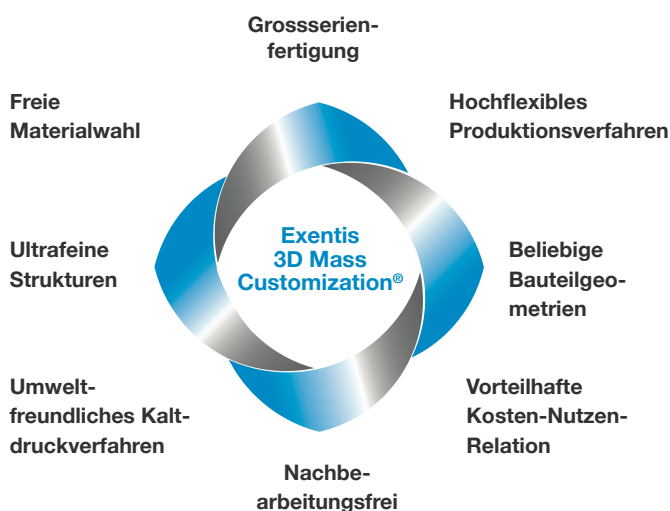 Grossserien-
fertigung
Freie
Materialwahl
Hochflexibles
Produktionsverfahren
Ultrafeine
Strukturen
Exentis
3D Mass
Customization®
Beliebige
Bauteilgeo-
metrien
Umwelt-
freundliches Kalt-
druckverfahren
Vorteilhafte
Kosten-Nutzen-
Relation
Nachbe-
arbeitungsfrei